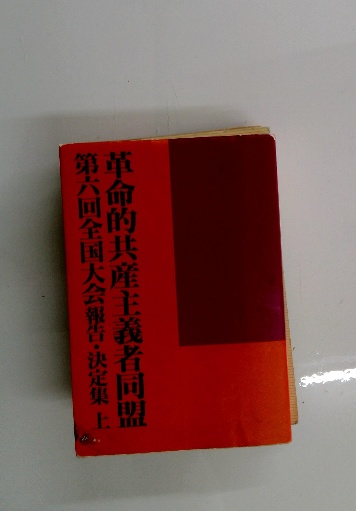 革命的共産主義者同盟
第六回全国大会報告・決定集 上